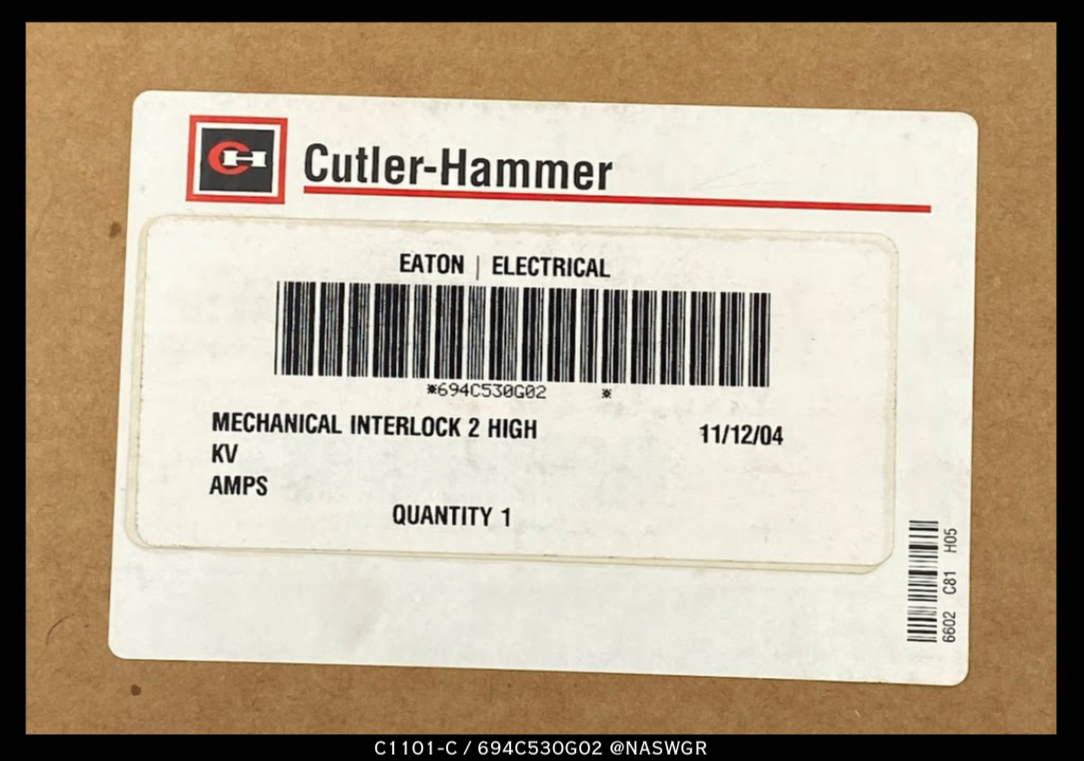 CH
Cutler-Hammer
EATON | ELECTRICAL
*694C530G02 *
MECHANICAL INTERLOCK 2 HIGH 11/12/04
KV
AMPS
QUANTITY 1
6602 C81 H05
C1101-C / 694C530G02 @NASWGR